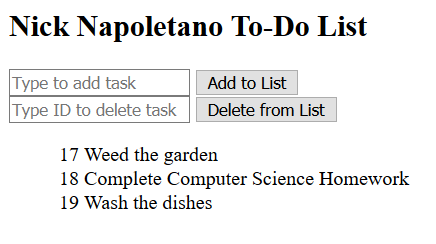 Nick Napoletano To-Do List
Type to add task Add to List
Type ID to delete task Delete from List
17 Weed the garden
18 Complete Computer Science Homework
19 Wash the dishes